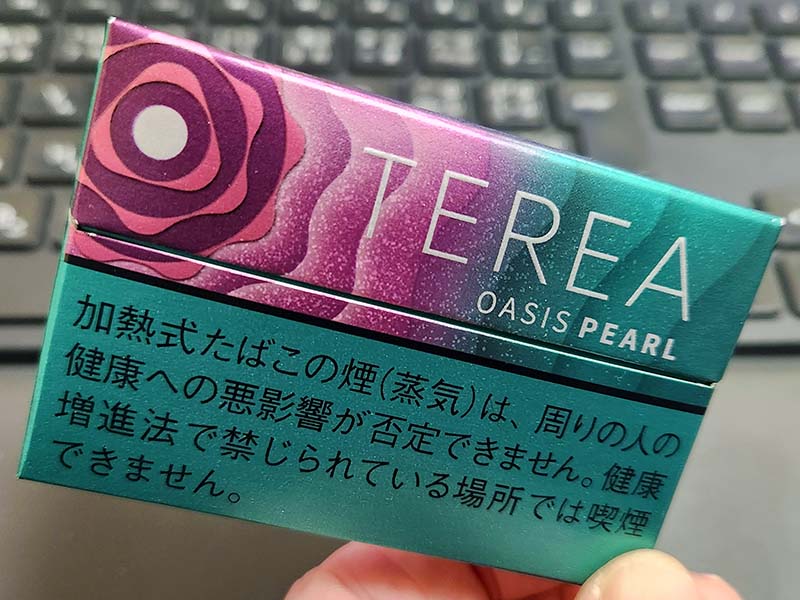 TEREA
OASIS PEARL
加熱式たばこの煙(蒸気)は、周りの人の
健康への悪影響が否定できません。健康
増進法で禁じられている場所では喫煙
できません。